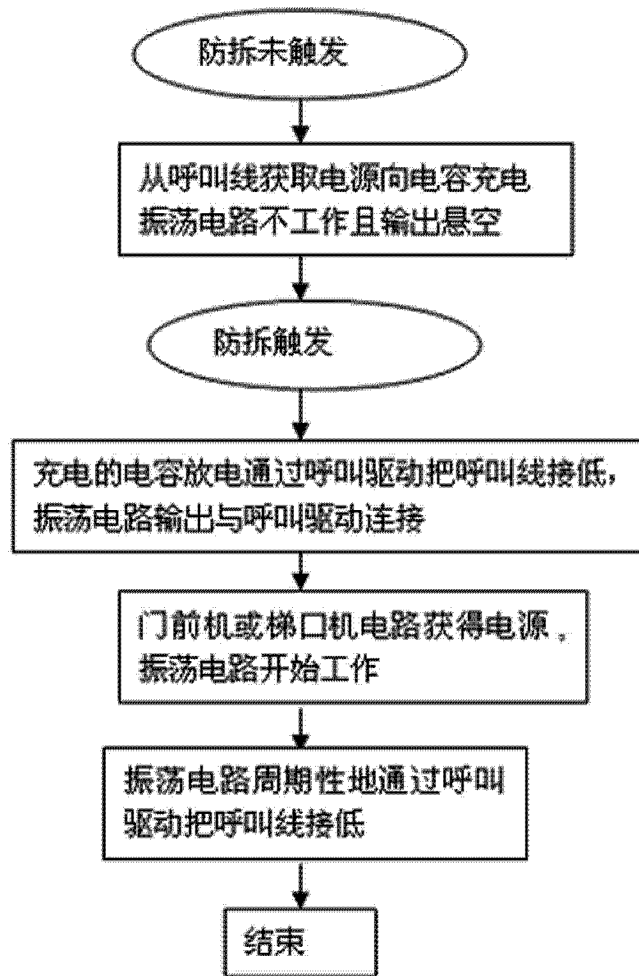 防拆未触发
从呼叫线获取电源向电容充电
振荡电路不工作且输出悬空
防拆触发
充电的电容放电通过呼叫驱动把呼叫线接低，
振荡电路输出与呼叫驱动连接
门前机或梯口机电路获得电源，
振荡电路开始工作
振荡电路周期性地通过呼叫
驱动把呼叫线接低
结束